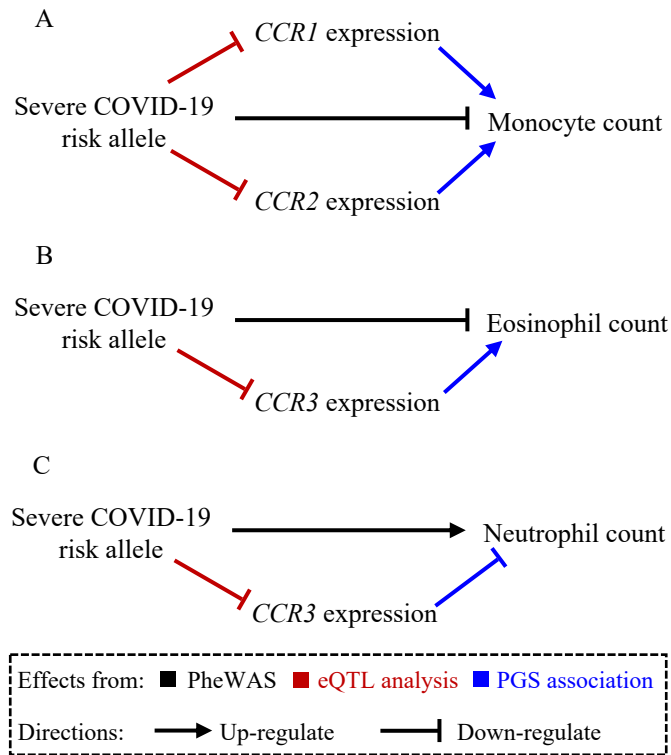 A
CCR1 expression
Severe COVID-19
risk allele
Monocyte count
CCR2 expression
B
Severe COVID-19
risk allele
Eosinophil count
CCR3 expression
C
Severe COVID-19
risk allele
Neutrophil count
CCR3 expression
Effects from: PheWAS eQTL analysis PGS association
Directions: Up-regulate Down-regulate